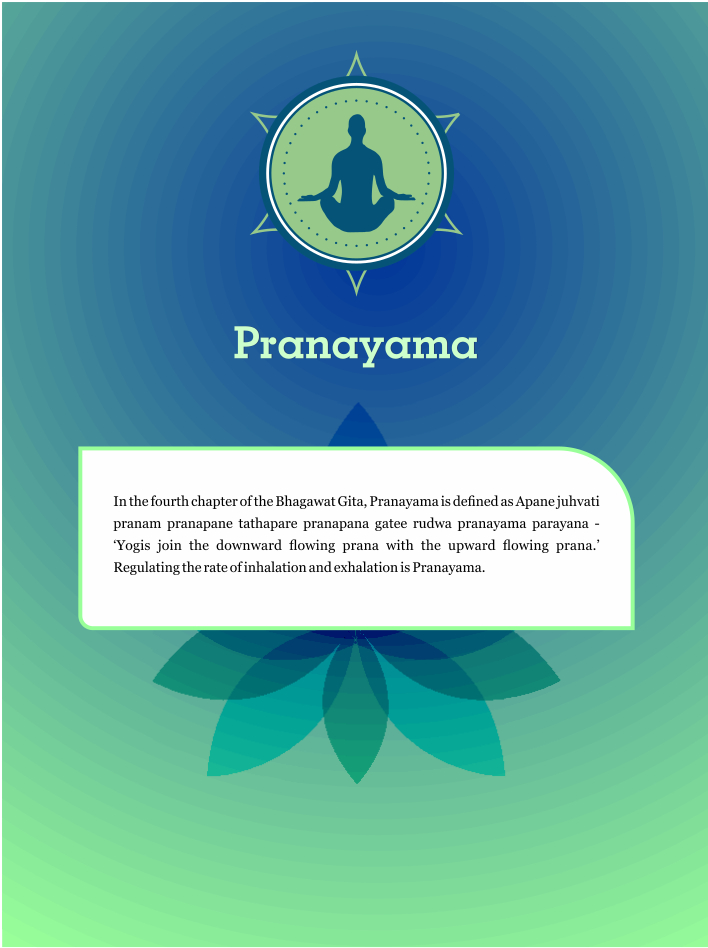 Pranayama
In the fourth chapter of the Bhagawat Gita, Pranayama is defined as Apane juhvati
pranam pranapane tathapare pranapana gatee rudwa pranayama parayana -
‘Yogis join the downward flowing prana with the upward flowing prana.’
Regulating the rate of inhalation and exhalation is Pranayama.